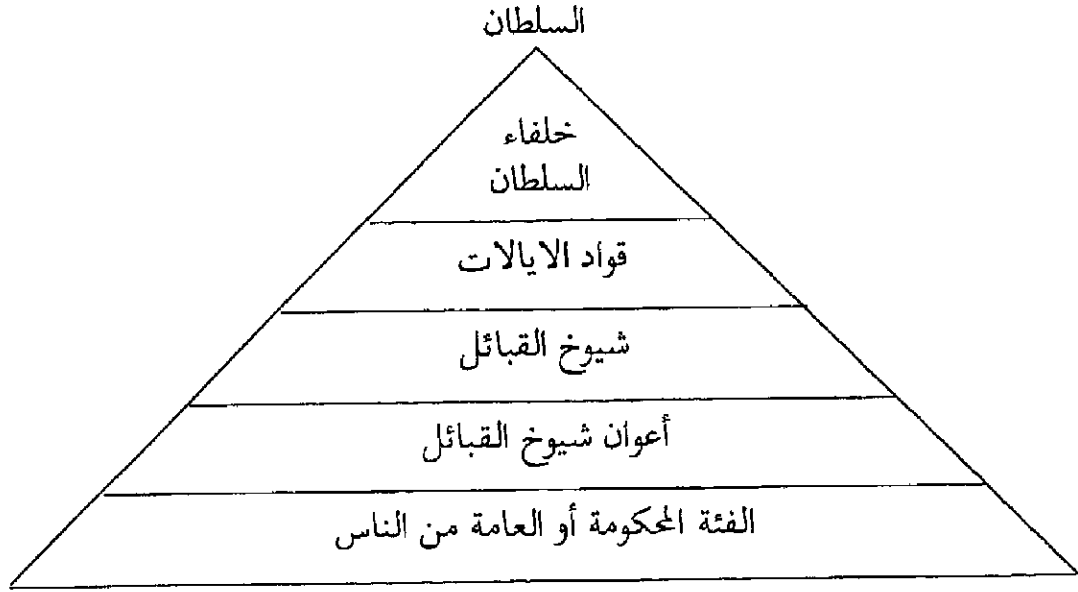 السلطان
خلفاء
السلطان
قواد الايالات
شيوخ القبائل
أعوان شيوخ القبائل
الفئة المحكومة أو العامة من الناس